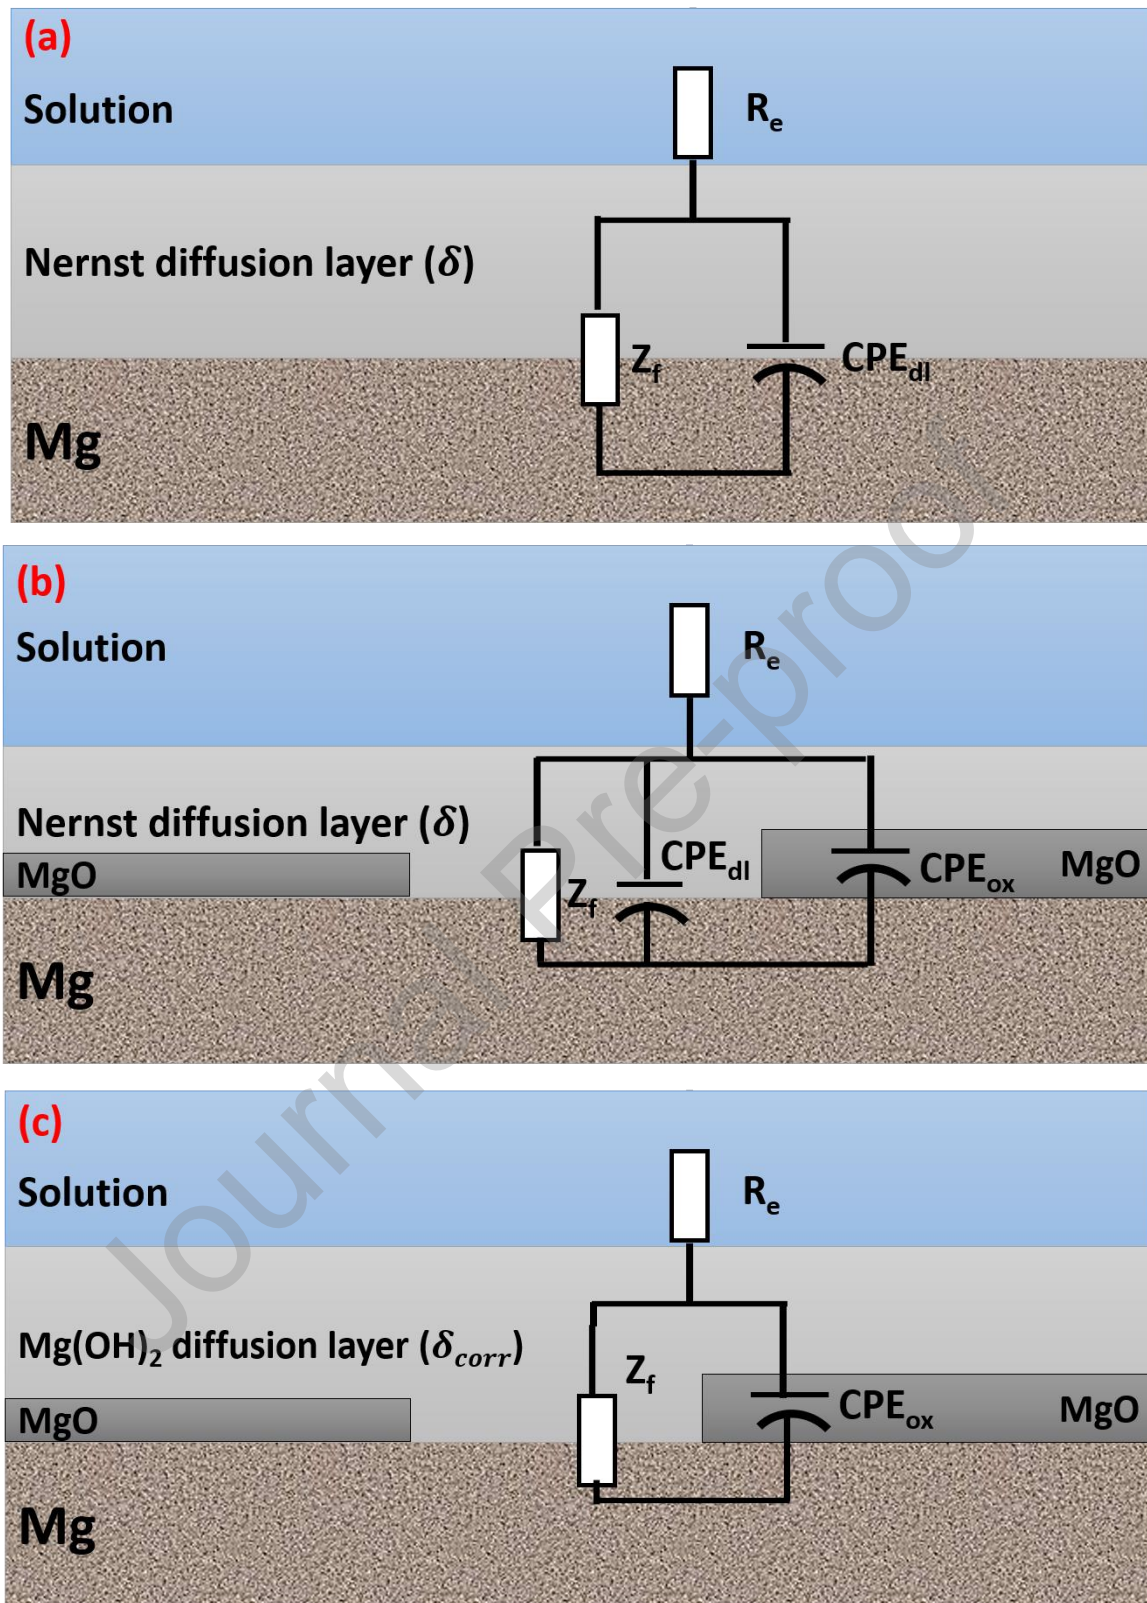 (a)
Solution
Rₑ
Nernst diffusion layer (δ)
Z_f
CPE_dl
Mg
(b)
Solution
Rₑ
Nernst diffusion layer (δ)
CPE_dl
MgO
Z_f
CPE_ox
MgO
Mg
(c)
Solution
Rₑ
Mg(OH)₂ diffusion layer (δ_corr)
Z_f
MgO
CPE_ox
MgO
Mg
Journal Pre-proof